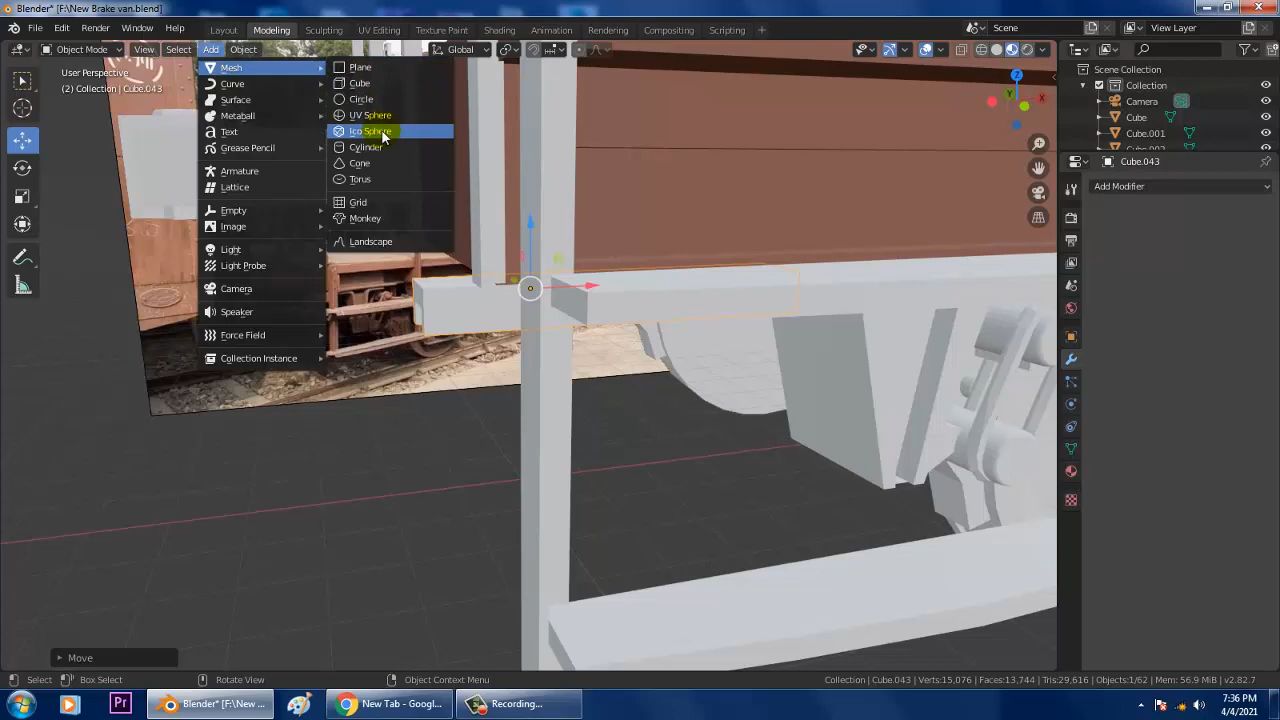 Blender* [F:\New Brake van.blend]
File Edit Render Window Help Layout Modeling Sculpting UV Editing Texture Paint Shading Animation Rendering Compositing Scripting Scene View Layer
Object Mode View Select Add Object Global
User Perspective
(2) Collection | Cube.043
Mesh
Curve
Surface
Metaball
Text
Grease Pencil
Armature
Lattice
Empty
Image
Light
Light Probe
Camera
Speaker
Force Field
Collection Instance
Plane
Cube
Circle
UV Sphere
Ico Sphere
Cylinder
Cone
Torus
Grid
Monkey
Landscape
Z
Y
X
Scene Collection
Collection
Camera
Cube
Cube.001
Cube.043
Add Modifier
Move
Select Box Select Rotate View Object Context Menu Collection | Cube.043 | Verts:15,076 | Faces:13,744 | Tris:29,616 | Objects:1/62 | Mem: 56.9 MiB | v2.82.7
Pr Blender* [F:\New ... New Tab - Googl... Recording... 7:36 PM
4/4/2021